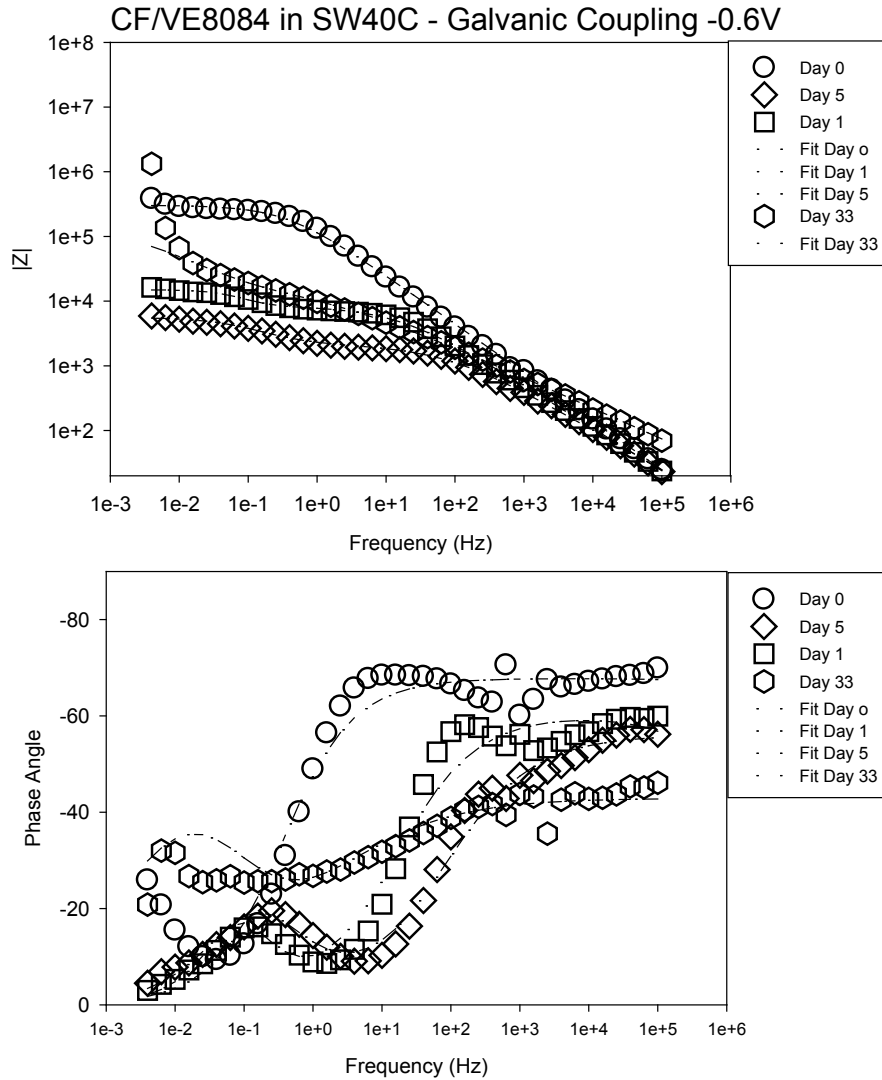 CF/VE8084 in SW40C - Galvanic Coupling -0.6V
1e+8
1e+7
1e+6
1e+5
1e+4
1e+3
1e+2
|Z|
1e-3 1e-2 1e-1 1e+0 1e+1 1e+2 1e+3 1e+4 1e+5 1e+6
Frequency (Hz)
Day 0
Day 5
Day 1
Fit Day o
Fit Day 1
Fit Day 5
Day 33
Fit Day 33
-80
-60
-40
-20
0
Phase Angle
1e-3 1e-2 1e-1 1e+0 1e+1 1e+2 1e+3 1e+4 1e+5 1e+6
Frequency (Hz)
Day 0
Day 5
Day 1
Day 33
Fit Day o
Fit Day 1
Fit Day 5
Fit Day 33